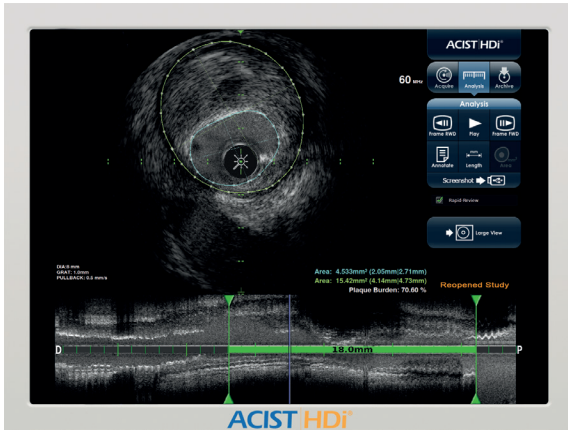 ACIST HDi®
60 MHz
Acquire
Analysis
Archive
Analysis
Frame RWD
Play
Frame FWD
Annotate
mm
Length
Area
Screenshot
Rapid-Review
Large View
DIA:8 mm
GRAT: 1.0mm
PULLBACK: 0.5 mm/s
Area: 4.533mm² (2.05mm|2.71mm)
Area: 15.42mm² (4.14mm|4.73mm)
Plaque Burden: 70.60 %
Reopened Study
D
18.0mm
P
ACIST HDi®